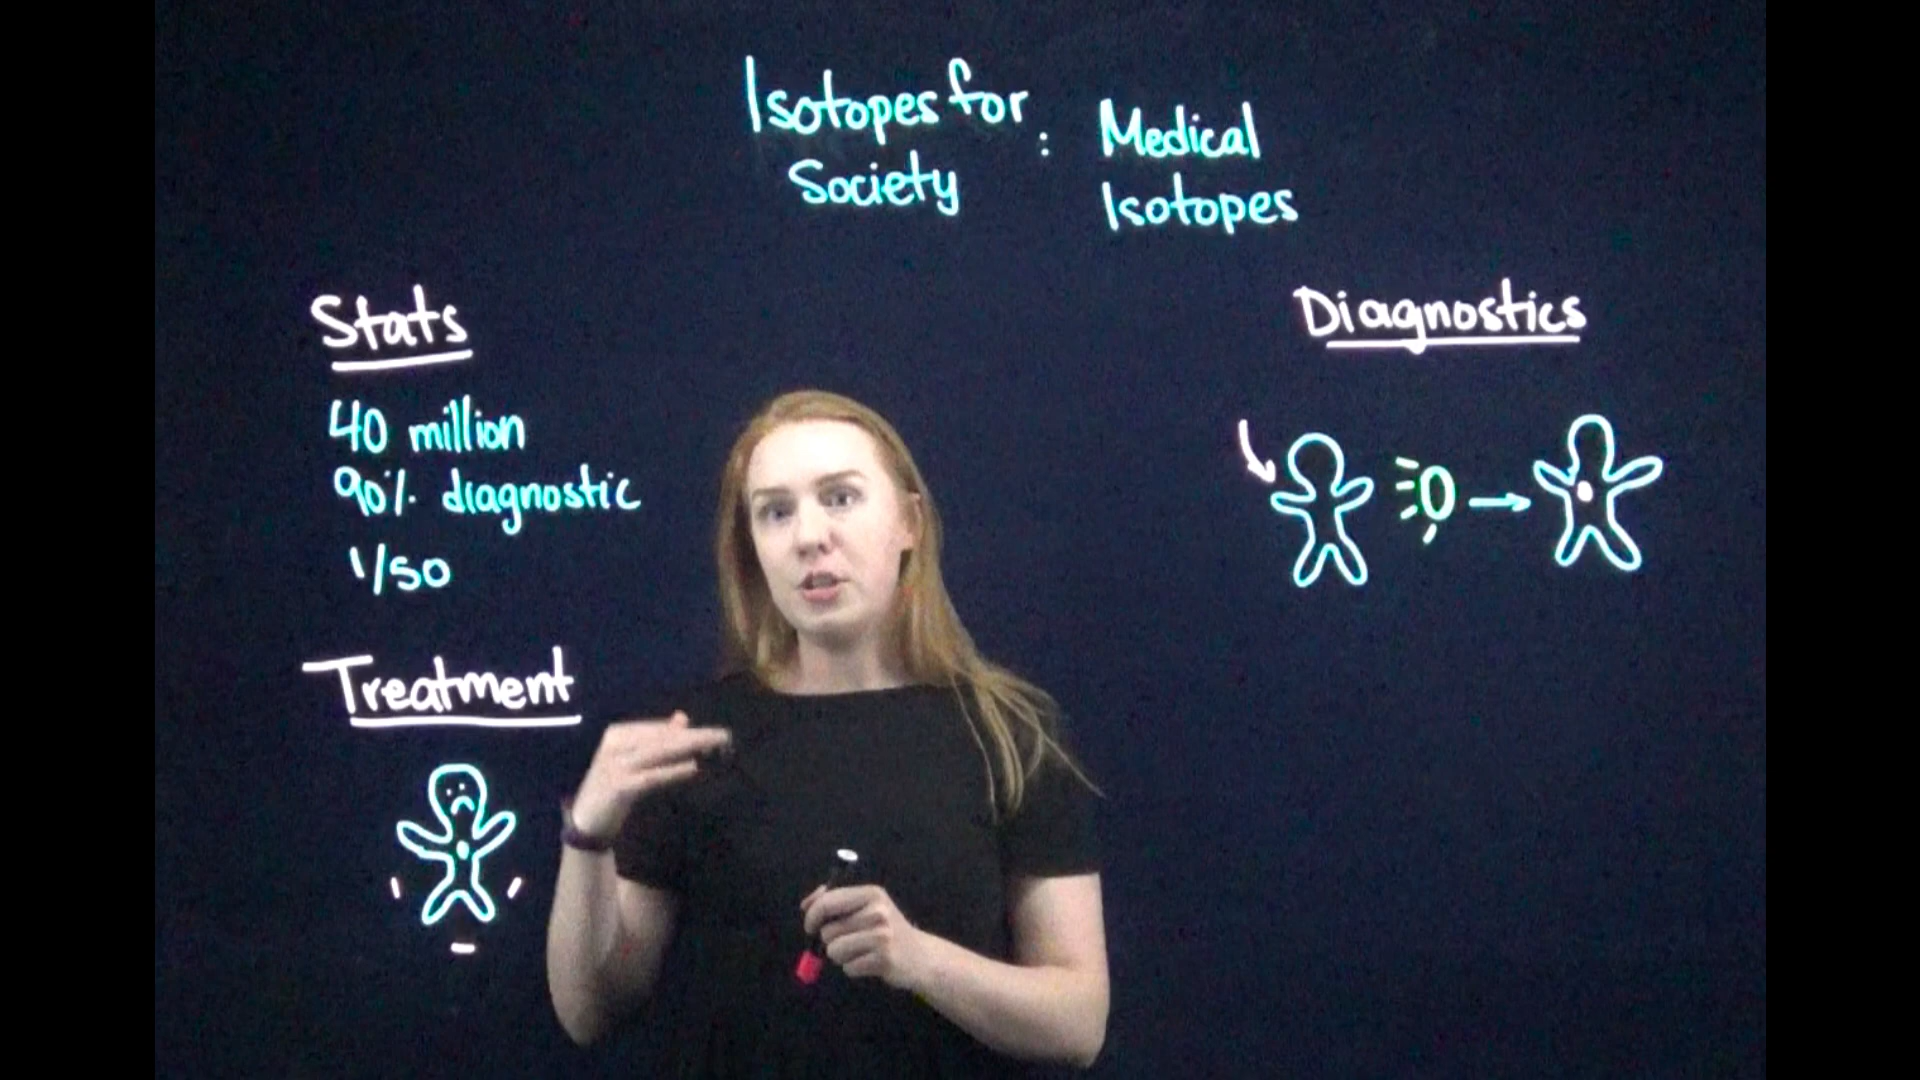 Isotopes for
Society
: Medical
Isotopes
Stats
40 million
90% diagnostic
1/50
Treatment
Diagnostics